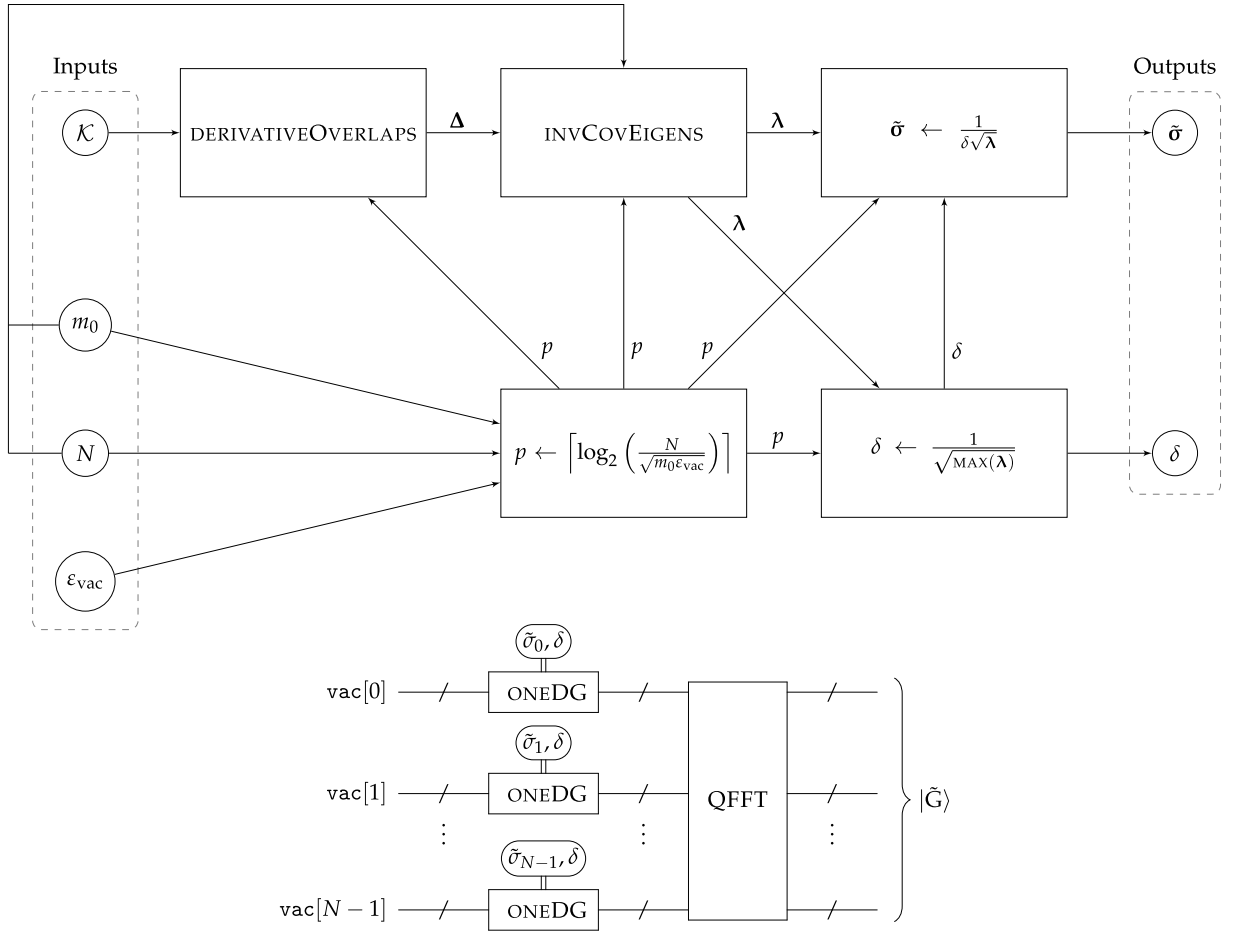 Inputs
Outputs
𝒦
DERIVATIVEOVERLAPS
Δ
INVCOVEIGENS
λ
σ̃ ← 1/(δ√λ)
σ̃
λ
m₀
p
p
p
δ
N
p ← ⌈log₂(N/√(m₀ε_vac))⌉
p
δ ← 1/√(MAX(λ))
δ
ε_vac
σ̃₀, δ
vac[0]
ONEDG
σ̃₁, δ
vac[1]
ONEDG
QFFT
|G̃⟩
⋮ ⋮ ⋮
σ̃_{N−1}, δ
vac[N − 1]
ONEDG